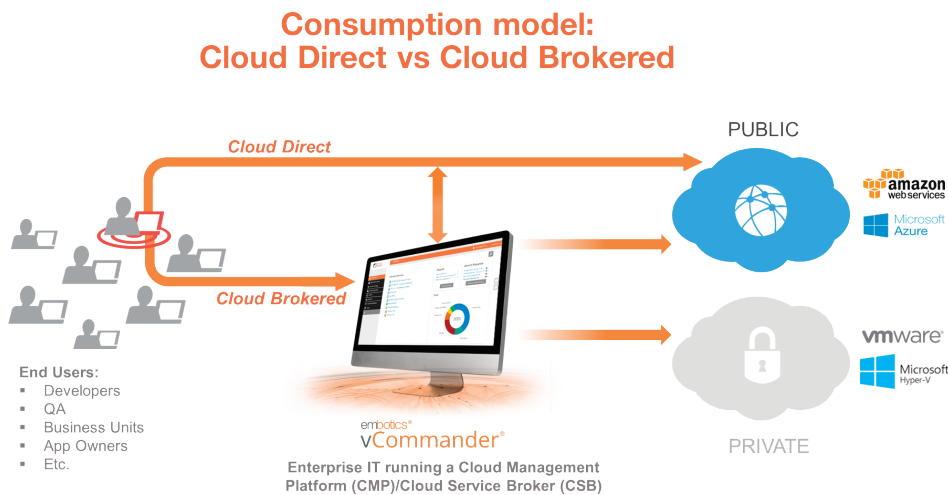 Consumption model:
Cloud Direct vs Cloud Brokered
Cloud Direct
PUBLIC
amazon
webservices
Microsoft
Azure
Cloud Brokered
vmware®
Microsoft
Hyper-V
PRIVATE
End Users:
▪ Developers
▪ QA
▪ Business Units
▪ App Owners
▪ Etc.
embotics®
vCommander®
Enterprise IT running a Cloud Management
Platform (CMP)/Cloud Service Broker (CSB)